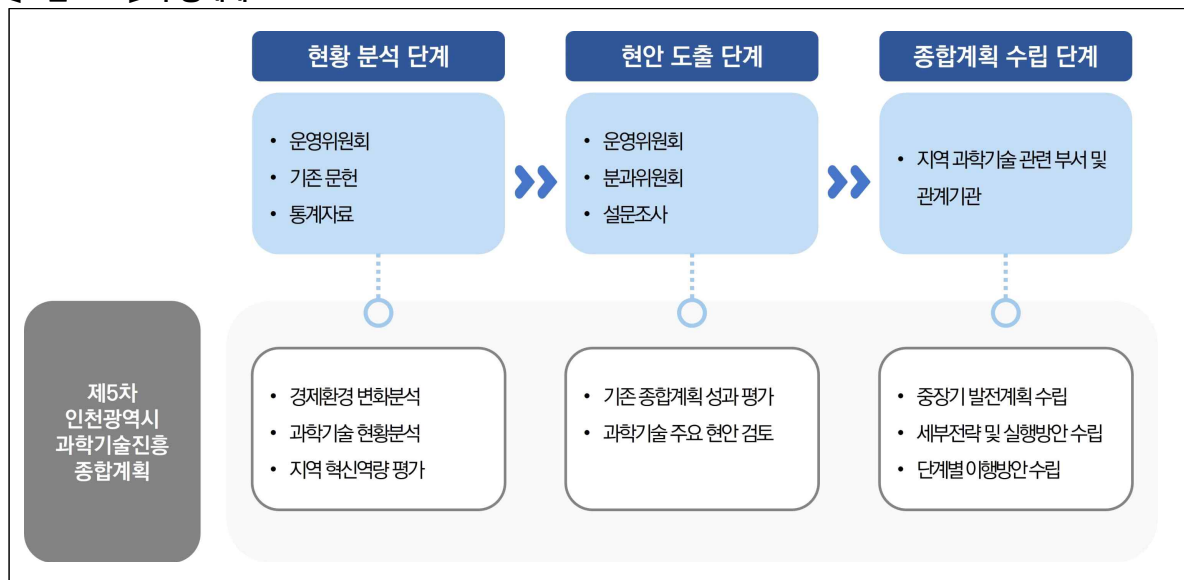 현황 분석 단계
현안 도출 단계
종합계획 수립 단계
• 운영위원회
• 기존 문헌
• 통계자료
• 운영위원회
• 분과위원회
• 설문조사
• 지역 과학기술 관련 부서 및
관계기관
제5차
인천광역시
과학기술진흥
종합계획
• 경제환경 변화분석
• 과학기술 현황분석
• 지역 혁신역량 평가
• 기존 종합계획 성과 평가
• 과학기술 주요 현안 검토
• 중장기 발전계획 수립
• 세부전략 및 실행방안 수립
• 단계별 이행방안 수립